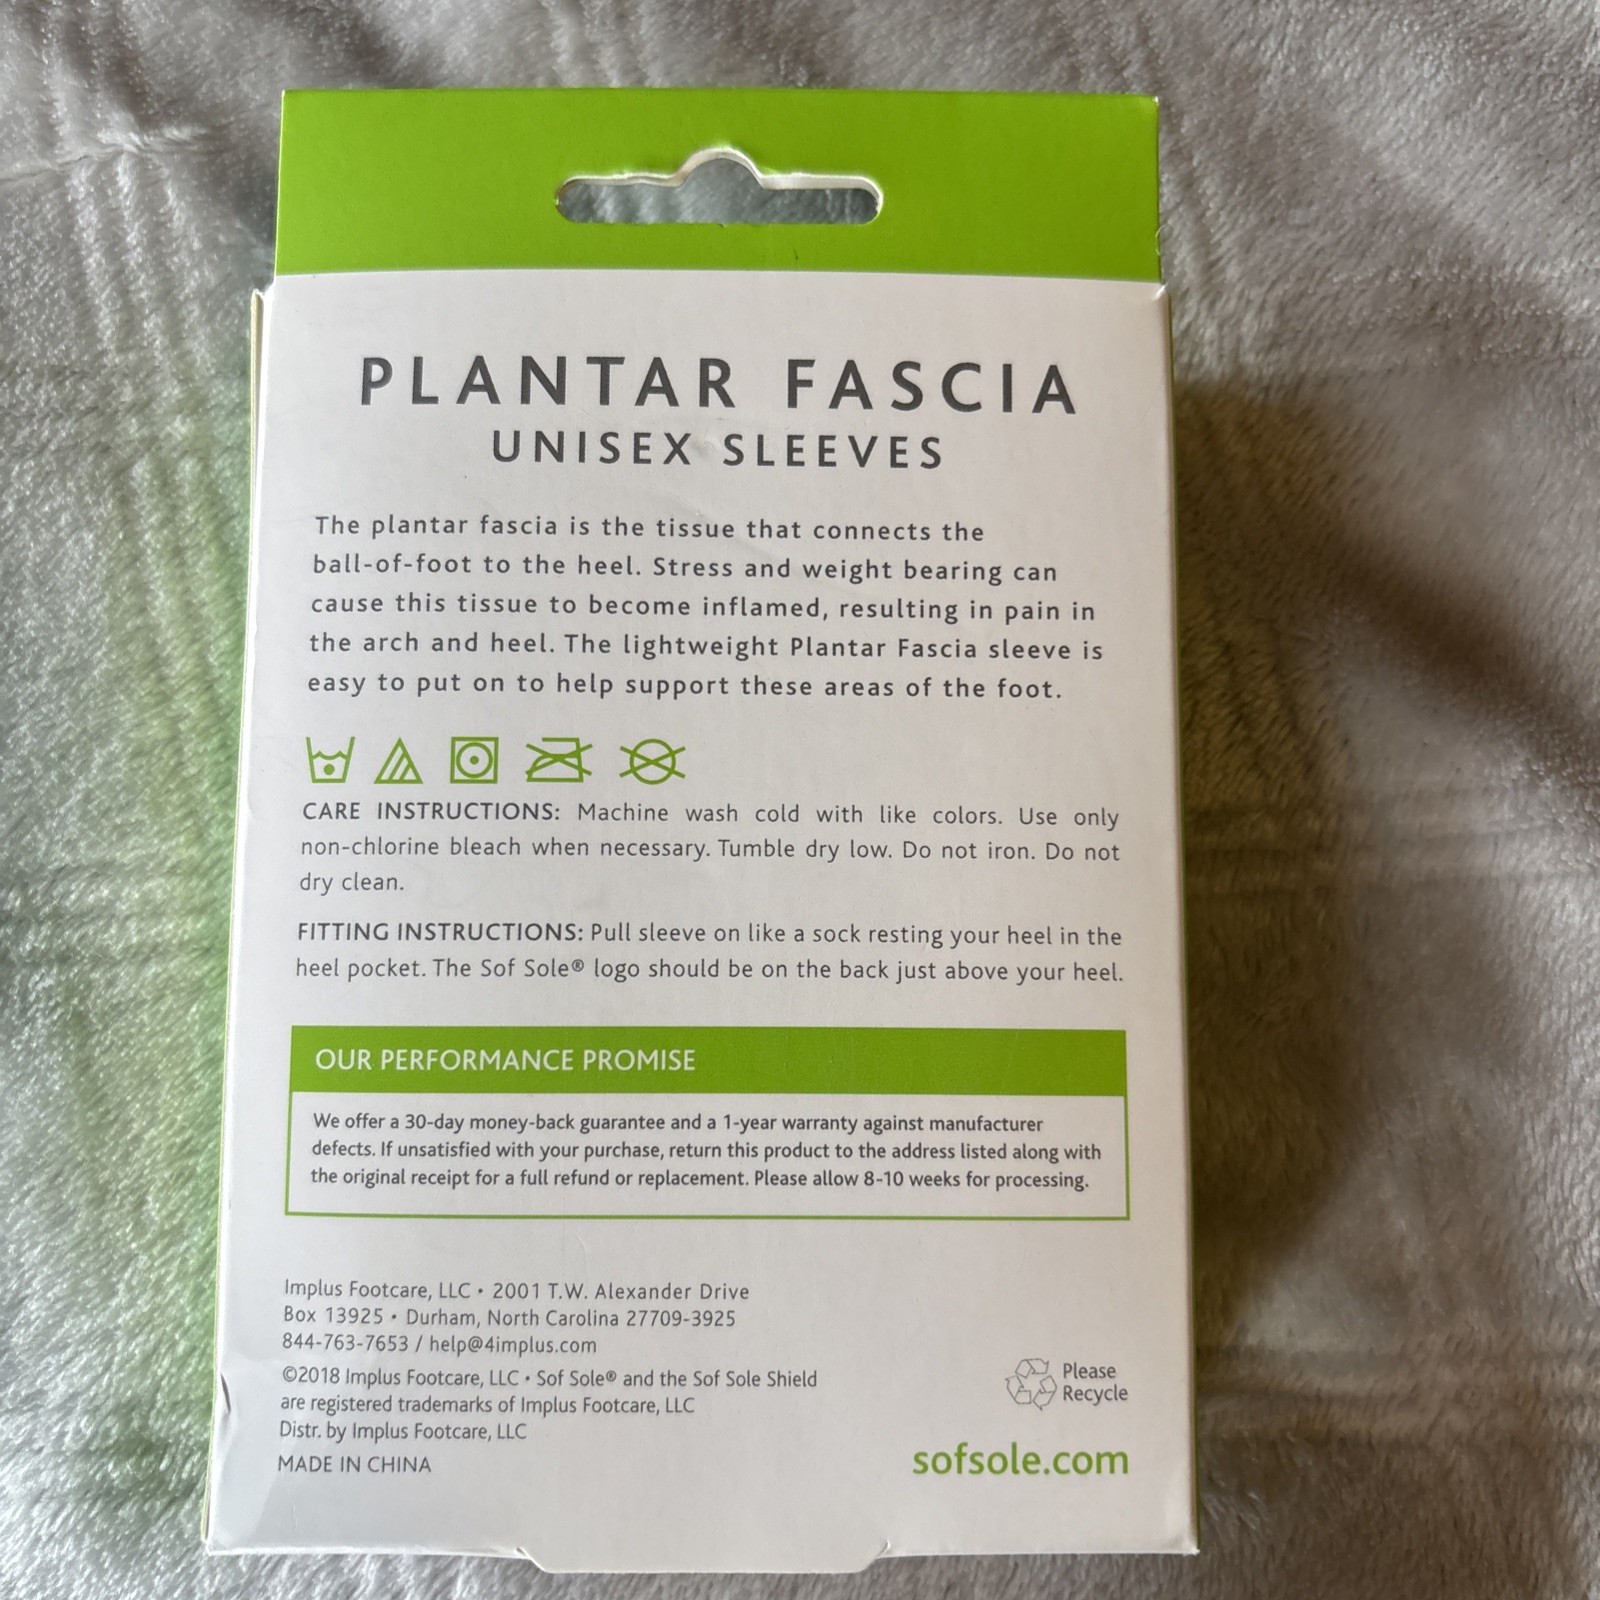 PLANTAR FASCIA
UNISEX SLEEVES
The plantar fascia is the tissue that connects the
ball-of-foot to the heel. Stress and weight bearing can
cause this tissue to become inflamed, resulting in pain in
the arch and heel. The lightweight Plantar Fascia sleeve is
easy to put on to help support these areas of the foot.
CARE INSTRUCTIONS: Machine wash cold with like colors. Use only
non-chlorine bleach when necessary. Tumble dry low. Do not iron. Do not
dry clean.
FITTING INSTRUCTIONS: Pull sleeve on like a sock resting your heel in the
heel pocket. The Sof Sole® logo should be on the back just above your heel.
OUR PERFORMANCE PROMISE
We offer a 30-day money-back guarantee and a 1-year warranty against manufacturer
defects. If unsatisfied with your purchase, return this product to the address listed along with
the original receipt for a full refund or replacement. Please allow 8-10 weeks for processing.
Implus Footcare, LLC • 2001 T.W. Alexander Drive
Box 13925 • Durham, North Carolina 27709-3925
844-763-7653 / help@4implus.com
©2018 Implus Footcare, LLC • Sof Sole® and the Sof Sole Shield
are registered trademarks of Implus Footcare, LLC
Distr. by Implus Footcare, LLC
MADE IN CHINA
Please
Recycle
sofsole.com